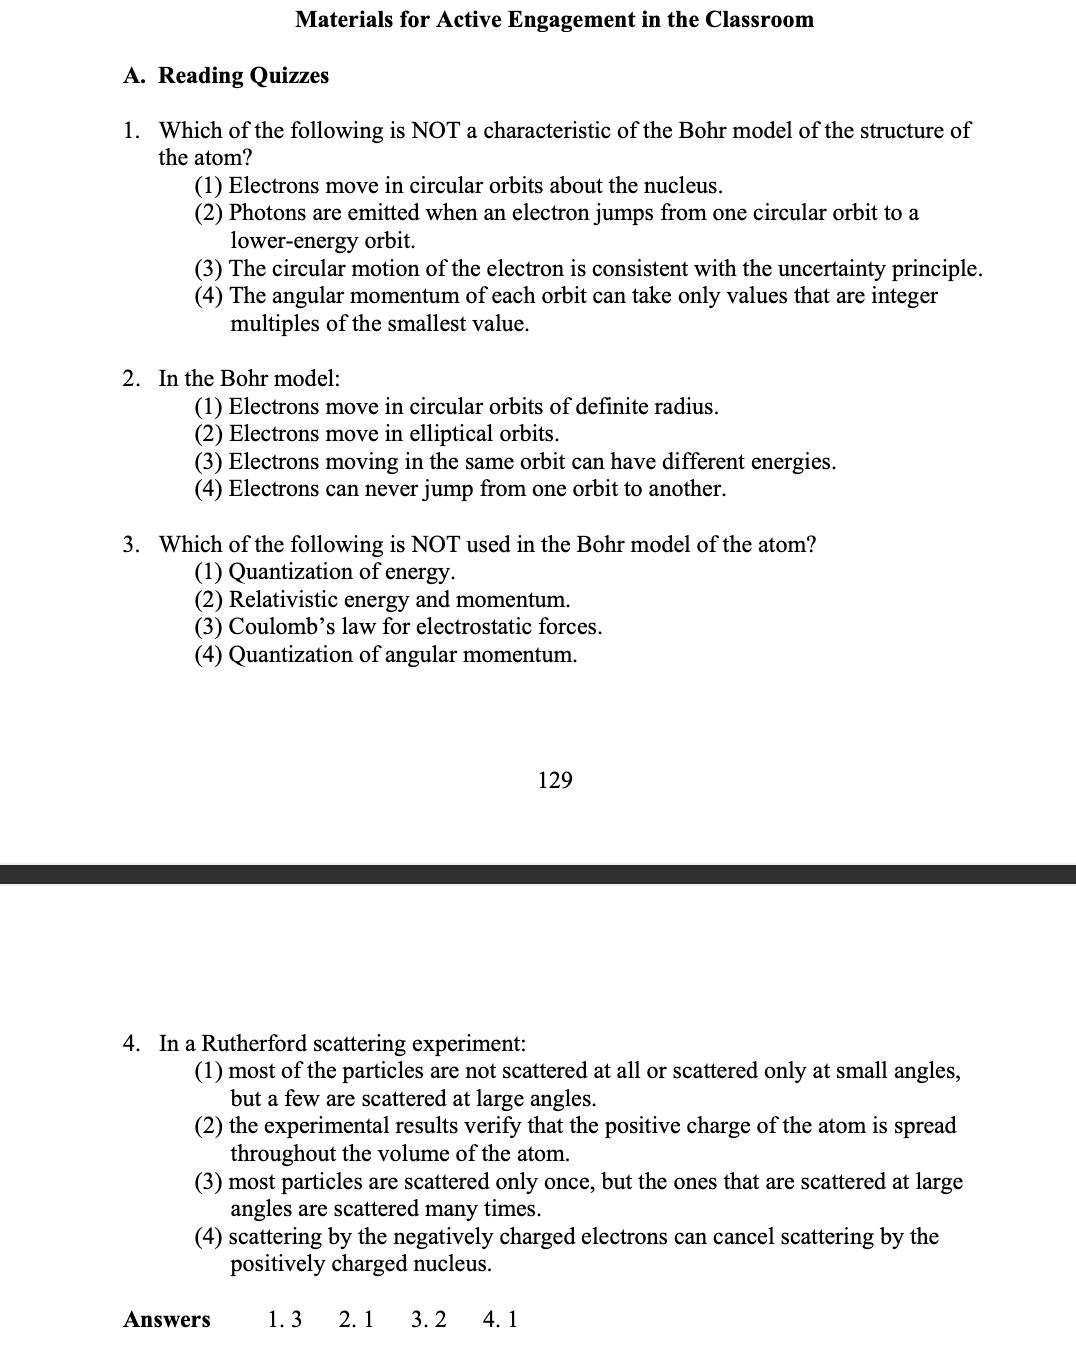 Materials for Active Engagement in the Classroom
A. Reading Quizzes
1. Which of the following is NOT a characteristic of the Bohr model of the structure of
the atom?
(1) Electrons move in circular orbits about the nucleus.
(2) Photons are emitted when an electron jumps from one circular orbit to a
lower-energy orbit.
(3) The circular motion of the electron is consistent with the uncertainty principle.
(4) The angular momentum of each orbit can take only values that are integer
multiples of the smallest value.
2. In the Bohr model:
(1) Electrons move in circular orbits of definite radius.
(2) Electrons move in elliptical orbits.
(3) Electrons moving in the same orbit can have different energies.
(4) Electrons can never jump from one orbit to another.
3. Which of the following is NOT used in the Bohr model of the atom?
(1) Quantization of energy.
(2) Relativistic energy and momentum.
(3) Coulomb’s law for electrostatic forces.
(4) Quantization of angular momentum.
129
4. In a Rutherford scattering experiment:
(1) most of the particles are not scattered at all or scattered only at small angles,
but a few are scattered at large angles.
(2) the experimental results verify that the positive charge of the atom is spread
throughout the volume of the atom.
(3) most particles are scattered only once, but the ones that are scattered at large
angles are scattered many times.
(4) scattering by the negatively charged electrons can cancel scattering by the
positively charged nucleus.
Answers 1. 3 2. 1 3. 2 4. 1